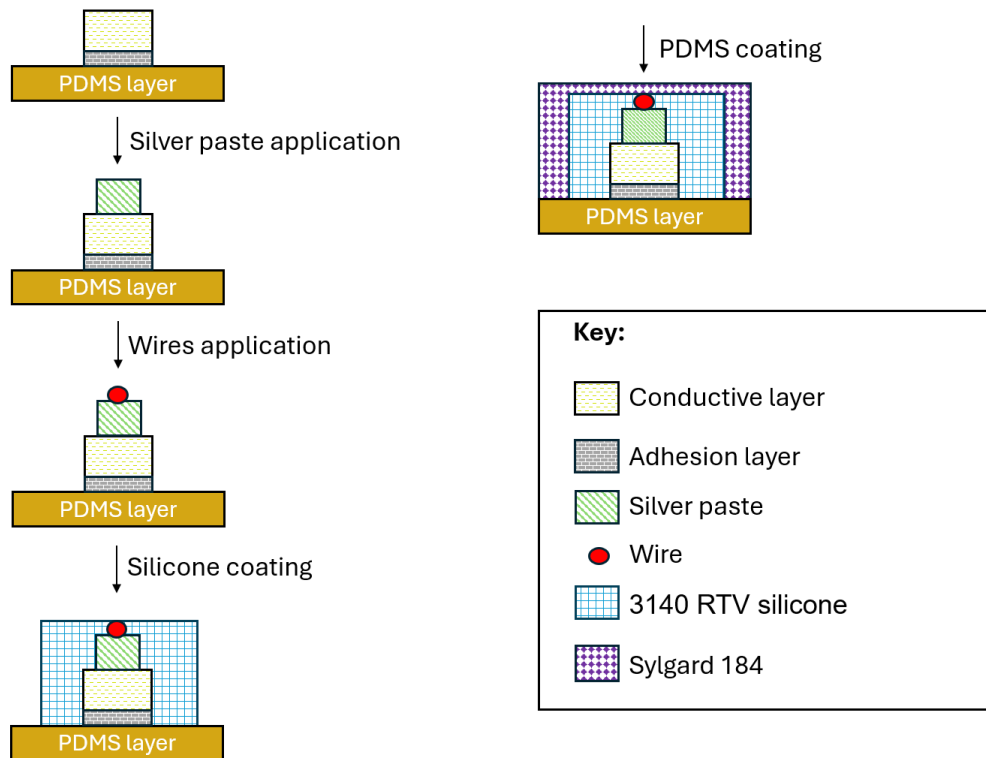 PDMS layer
Silver paste application
PDMS layer
Wires application
PDMS layer
Silicone coating
PDMS layer
PDMS coating
PDMS layer
Key:
Conductive layer
Adhesion layer
Silver paste
Wire
3140 RTV silicone
Sylgard 184